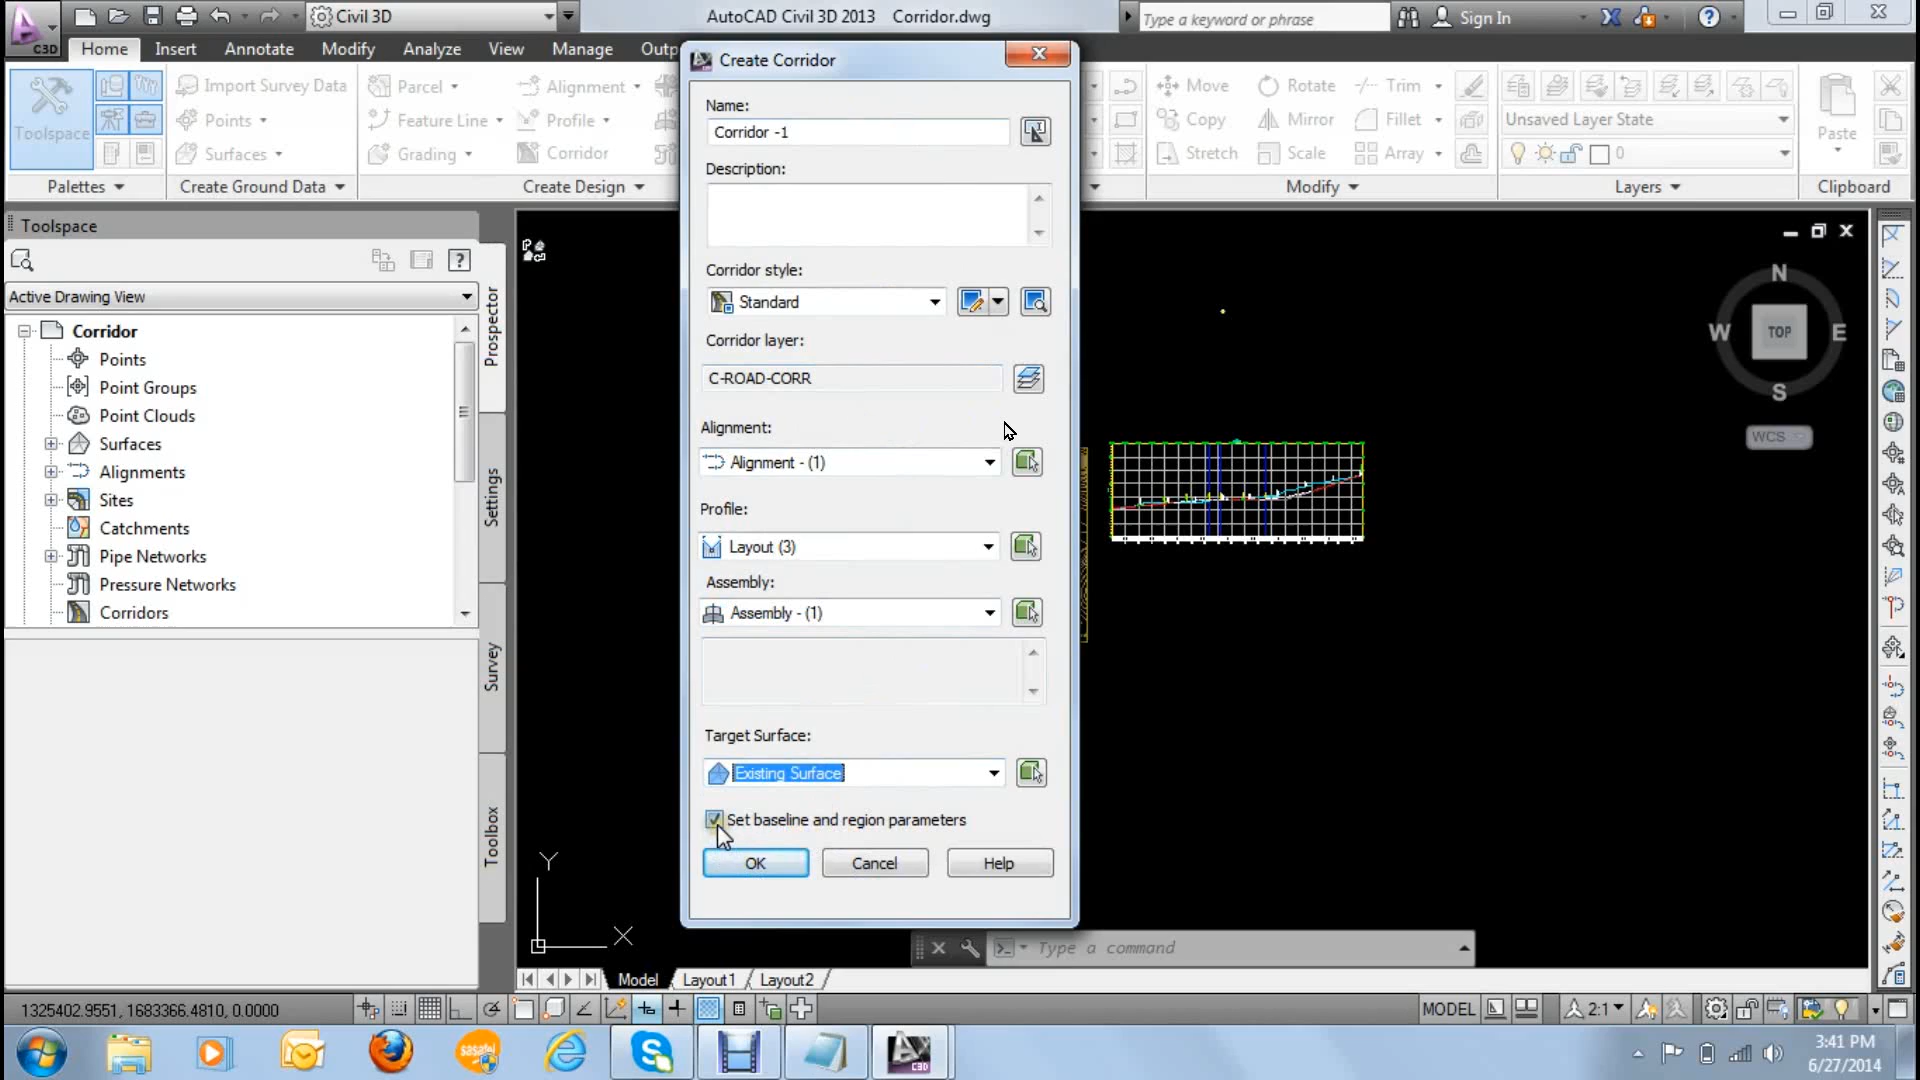 Civil 3D
AutoCAD Civil 3D 2013 Corridor.dwg
Type a keyword or phrase
Sign In
C3D
Home Insert Annotate Modify Analyze View Manage Outp
Toolspace
Import Survey Data
Points
Surfaces
Parcel
Feature Line
Grading
Alignment
Profile
Corridor
Move Rotate Trim
Copy Mirror Fillet
Stretch Scale Array
Unsaved Layer State
0
Paste
Palettes
Create Ground Data
Create Design
Modify
Layers
Clipboard
Toolspace
Active Drawing View
Corridor
Points
Point Groups
Point Clouds
Surfaces
Alignments
Sites
Catchments
Pipe Networks
Pressure Networks
Corridors
Prospector
Settings
Survey
Toolbox
Create Corridor
Name:
Corridor -1
Description:
Corridor style:
Standard
Corridor layer:
C-ROAD-CORR
Alignment:
Alignment - (1)
Profile:
Layout (3)
Assembly:
Assembly - (1)
Target Surface:
Existing Surface
Set baseline and region parameters
OK Cancel Help
N
W TOP E
S
WCS
Y
X
Type a command
Model Layout1 Layout2
1325402.9551, 1683366.4810, 0.0000
MODEL
2:1
sasatel
C3D
3:41 PM
6/27/2014